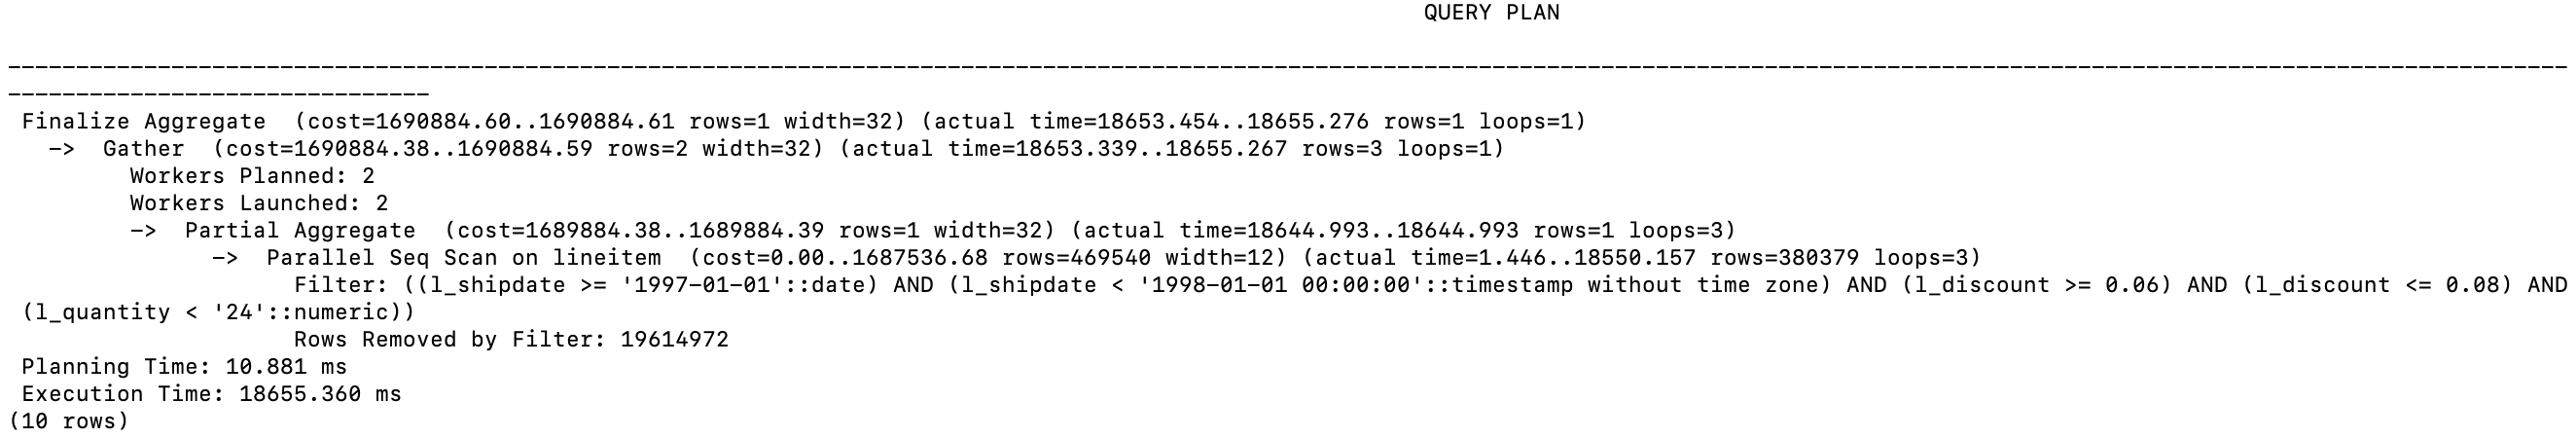 QUERY PLAN
------------------------------------------------------------------------------------------------------------------------------------------------------------------------------------------------
-------------------------------
Finalize Aggregate  (cost=1690884.60..1690884.61 rows=1 width=32) (actual time=18653.454..18655.276 rows=1 loops=1)
  ->  Gather  (cost=1690884.38..1690884.59 rows=2 width=32) (actual time=18653.339..18655.267 rows=3 loops=1)
        Workers Planned: 2
        Workers Launched: 2
        ->  Partial Aggregate  (cost=1689884.38..1689884.39 rows=1 width=32) (actual time=18644.993..18644.993 rows=1 loops=3)
              ->  Parallel Seq Scan on lineitem  (cost=0.00..1687536.68 rows=469540 width=12) (actual time=1.446..18550.157 rows=380379 loops=3)
                    Filter: ((l_shipdate >= '1997-01-01'::date) AND (l_shipdate < '1998-01-01 00:00:00'::timestamp without time zone) AND (l_discount >= 0.06) AND (l_discount <= 0.08) AND
(l_quantity < '24'::numeric))
                    Rows Removed by Filter: 19614972
Planning Time: 10.881 ms
Execution Time: 18655.360 ms
(10 rows)